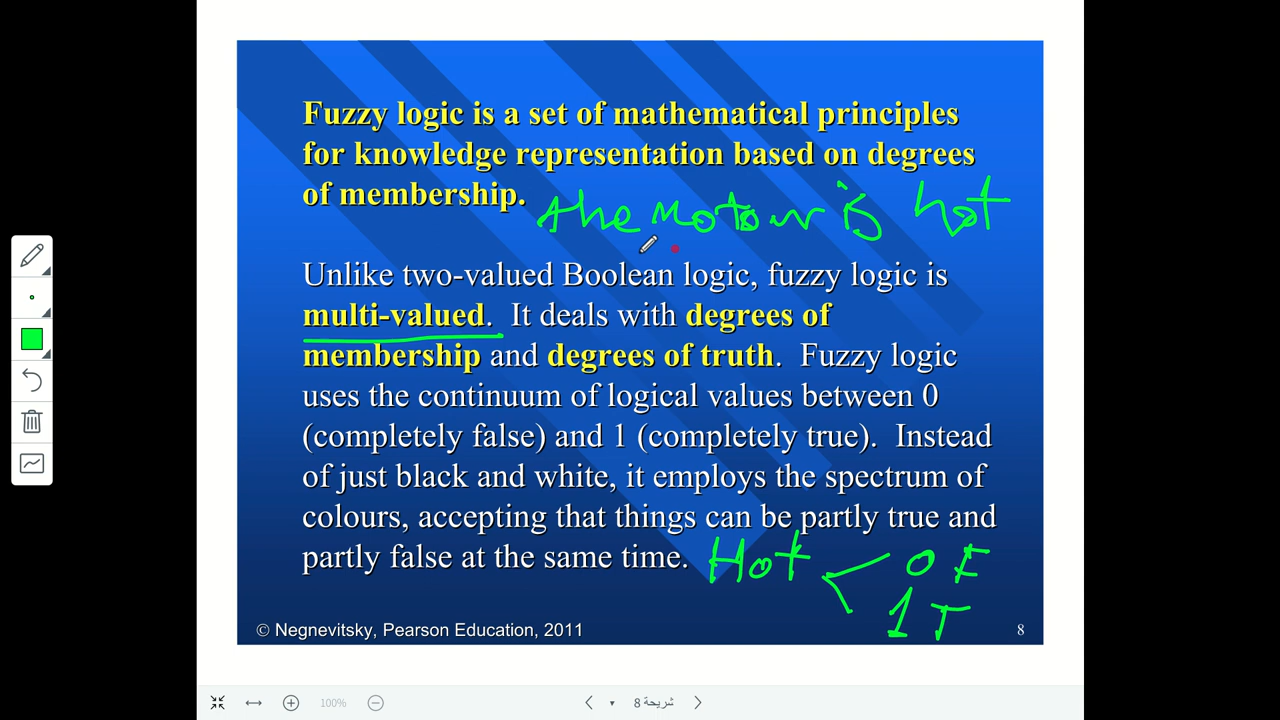 Fuzzy logic is a set of mathematical principles
for knowledge representation based on degrees
of membership.
the Motour is hot
Unlike two-valued Boolean logic, fuzzy logic is
multi-valued. It deals with degrees of
membership and degrees of truth. Fuzzy logic
uses the continuum of logical values between 0
(completely false) and 1 (completely true). Instead
of just black and white, it employs the spectrum of
colours, accepting that things can be partly true and
partly false at the same time.
Hot
0 F
1 T
© Negnevitsky, Pearson Education, 2011
8
100%
شريحة 8